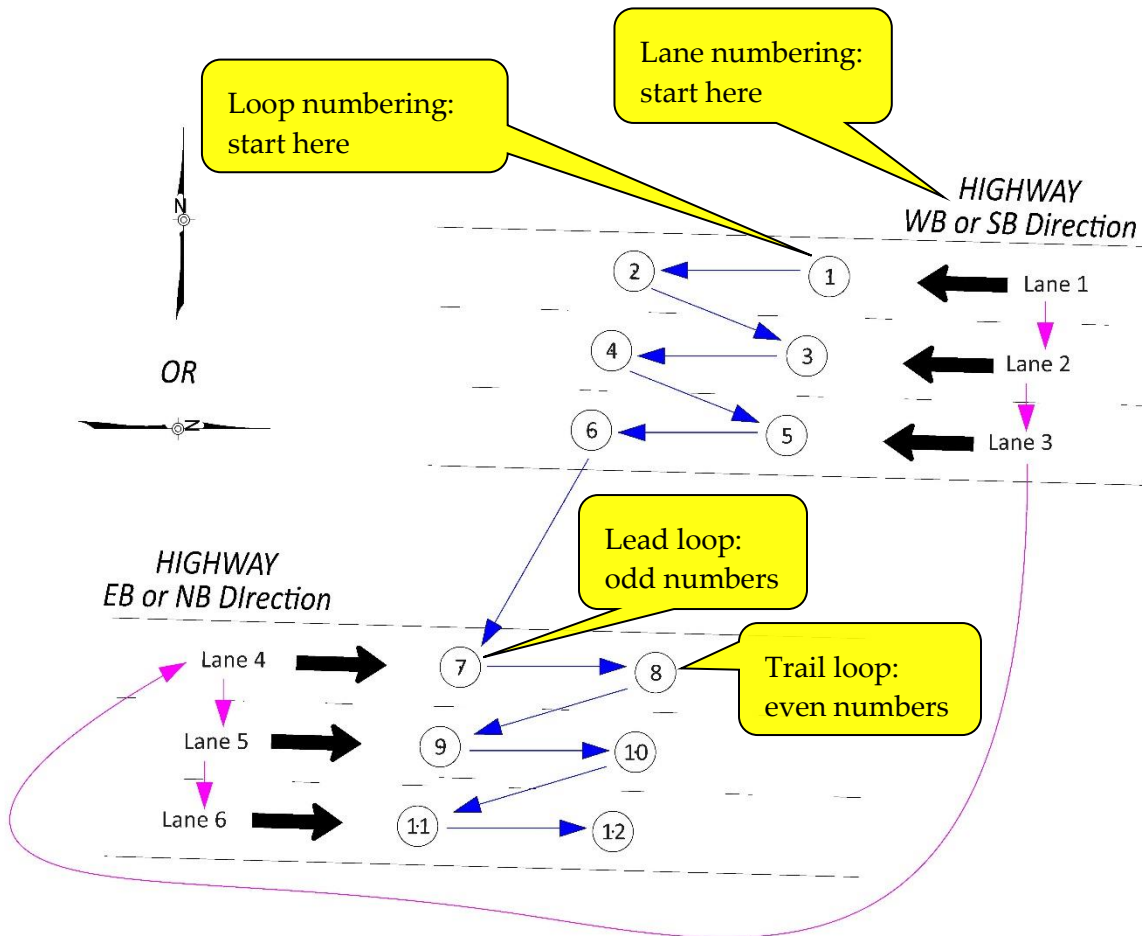 Lane numbering:
start here
Loop numbering:
start here
HIGHWAY
WB or SB Direction
N
2
1
Lane 1
4
3
Lane 2
OR
N
6
5
Lane 3
Lead loop:
odd numbers
HIGHWAY
EB or NB DIrection
Lane 4
7
8
Trail loop:
even numbers
Lane 5
9
10
Lane 6
11
12